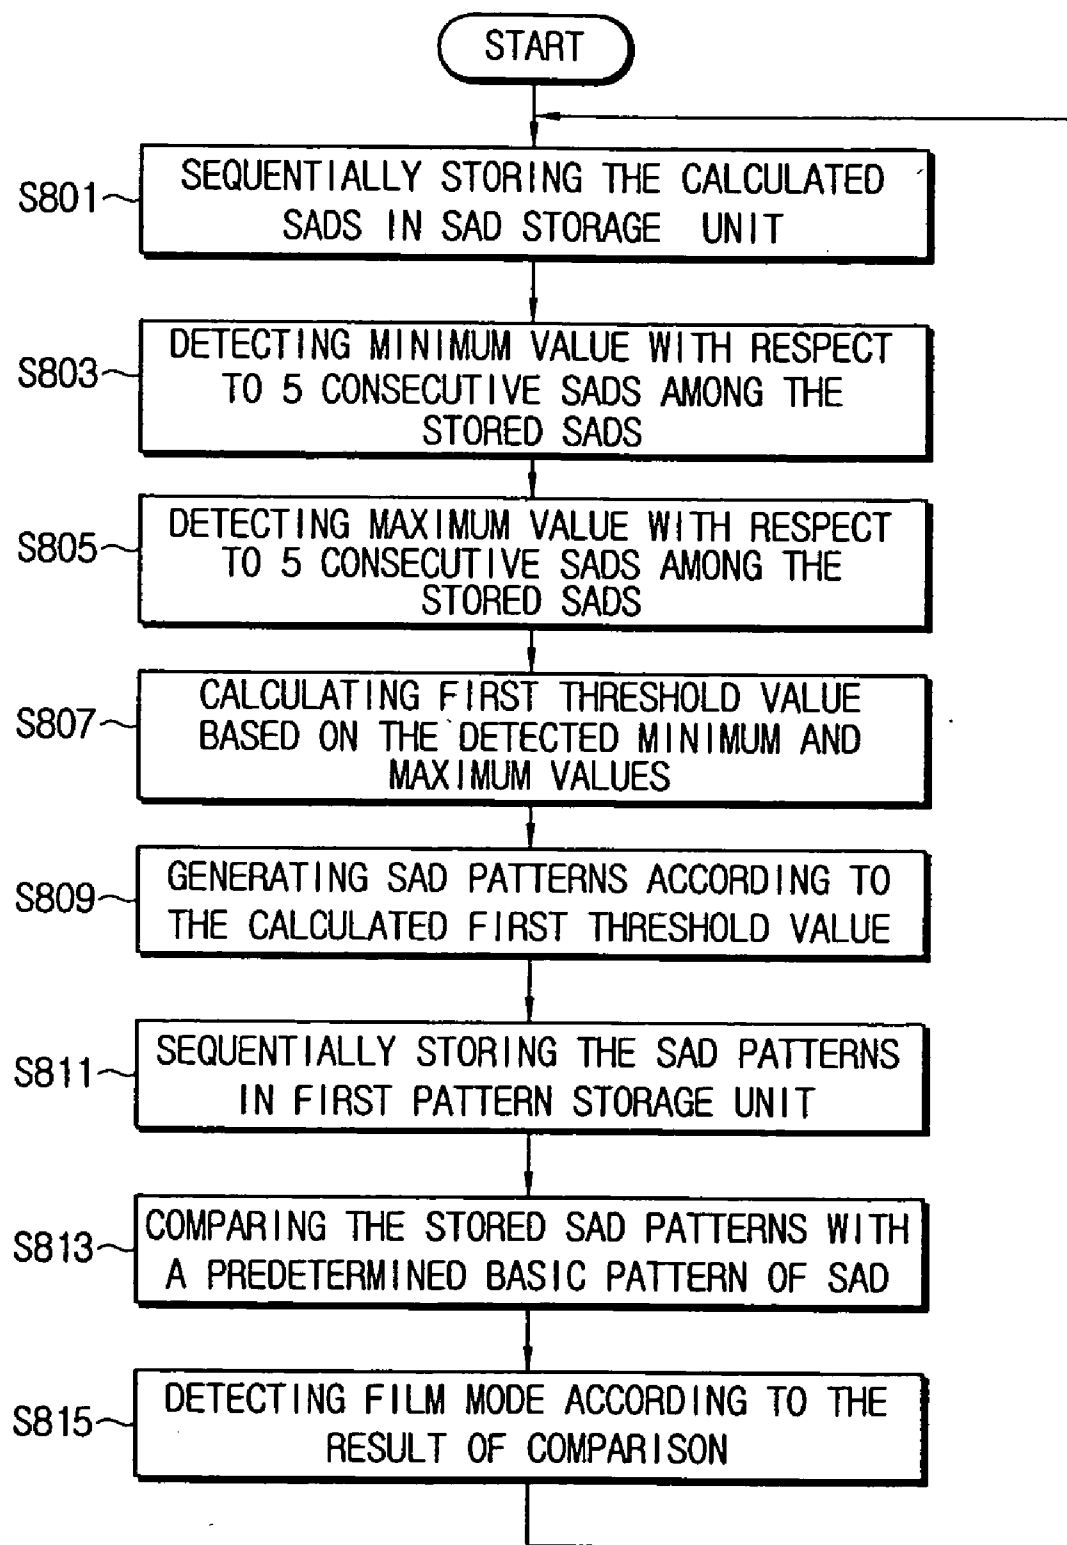 START
S801
SEQUENTIALLY STORING THE CALCULATED
SADS IN SAD STORAGE UNIT
S803
DETECTING MINIMUM VALUE WITH RESPECT
TO 5 CONSECUTIVE SADS AMONG THE
STORED SADS
S805
DETECTING MAXIMUM VALUE WITH RESPECT
TO 5 CONSECUTIVE SADS AMONG THE
STORED SADS
S807
CALCULATING FIRST THRESHOLD VALUE
BASED ON THE DETECTED MINIMUM AND
MAXIMUM VALUES
S809
GENERATING SAD PATTERNS ACCORDING TO
THE CALCULATED FIRST THRESHOLD VALUE
S811
SEQUENTIALLY STORING THE SAD PATTERNS
IN FIRST PATTERN STORAGE UNIT
S813
COMPARING THE STORED SAD PATTERNS WITH
A PREDETERMINED BASIC PATTERN OF SAD
S815
DETECTING FILM MODE ACCORDING TO THE
RESULT OF COMPARISON